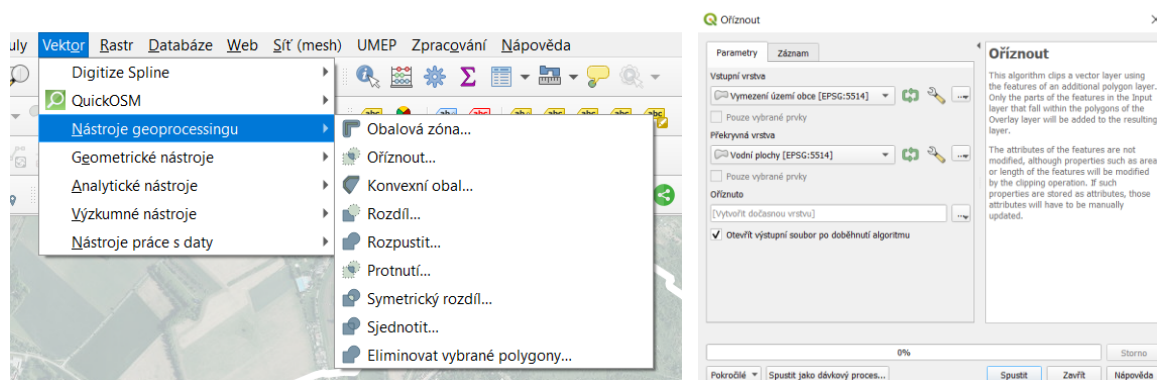 uly Vektor Rastr Databáze Web Síť (mesh) UMEP Zpracování Nápověda
Digitize Spline
QuickOSM
Nástroje geoprocessingu
Geometrické nástroje
Analytické nástroje
Výzkumné nástroje
Nástroje práce s daty
Obalová zóna...
Oříznout...
Konvexní obal...
Rozdíl...
Rozpustit...
Protnutí...
Symetrický rozdíl...
Sjednotit...
Eliminovat vybrané polygony...
Oříznout
Parametry Záznam
Vstupní vrstva
Vymezení území obce [EPSG:5514]
Pouze vybrané prvky
Překryvná vrstva
Vodní plochy [EPSG:5514]
Pouze vybrané prvky
Oříznuto
[Vytvořit dočasnou vrstvu]
Otevřít výstupní soubor po doběhnutí algoritmu
Oříznout
This algorithm clips a vector layer using
the features of an additional polygon layer.
Only the parts of the features in the Input
layer that fall within the polygons of the
Overlay layer will be added to the resulting
layer.
The attributes of the features are not
modified, although properties such as area
or length of the features will be modified
by the clipping operation. If such
properties are stored as attributes, those
attributes will have to be manually
updated.
0% Storno
Pokročilé Spustit jako dávkový proces... Spustit Zavřít Nápověda